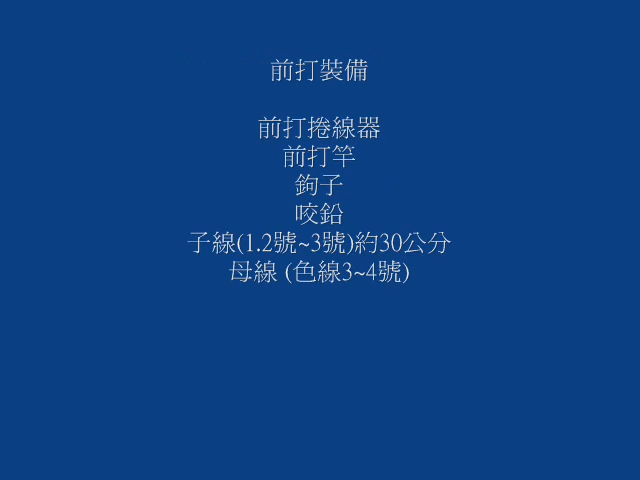 前打裝備
前打捲線器
前打竿
鉤子
咬鉛
子線(1.2號~3號)約30公分
母線 (色線3~4號)